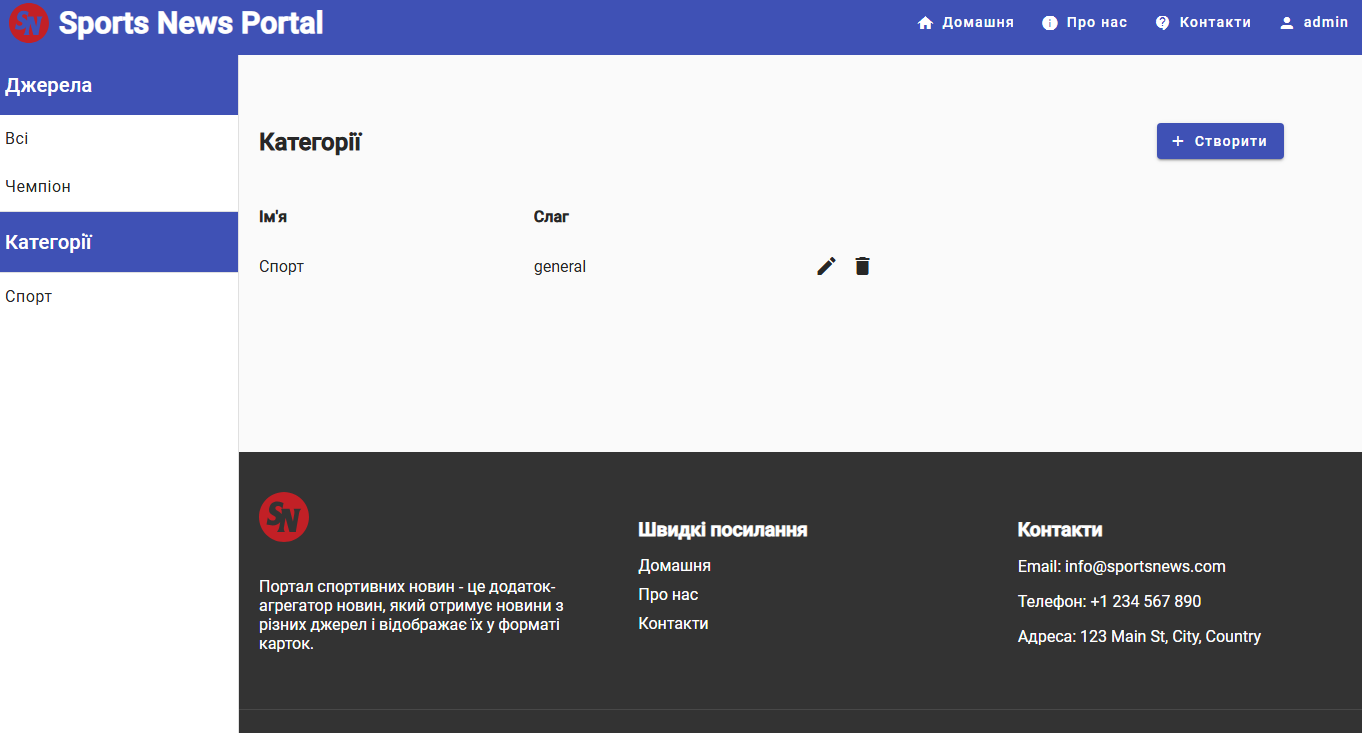 SN Sports News Portal
Домашня
Про нас
Контакти
admin
Джерела
Всі
Чемпіон
Категорії
Спорт
Категорії
+ Створити
Ім'я Слаг
Спорт general
SN
Портал спортивних новин - це додаток-
агрегатор новин, який отримує новини з
різних джерел і відображає їх у форматі
карток.
Швидкі посилання
Домашня
Про нас
Контакти
Контакти
Email: info@sportsnews.com
Телефон: +1 234 567 890
Адреса: 123 Main St, City, Country